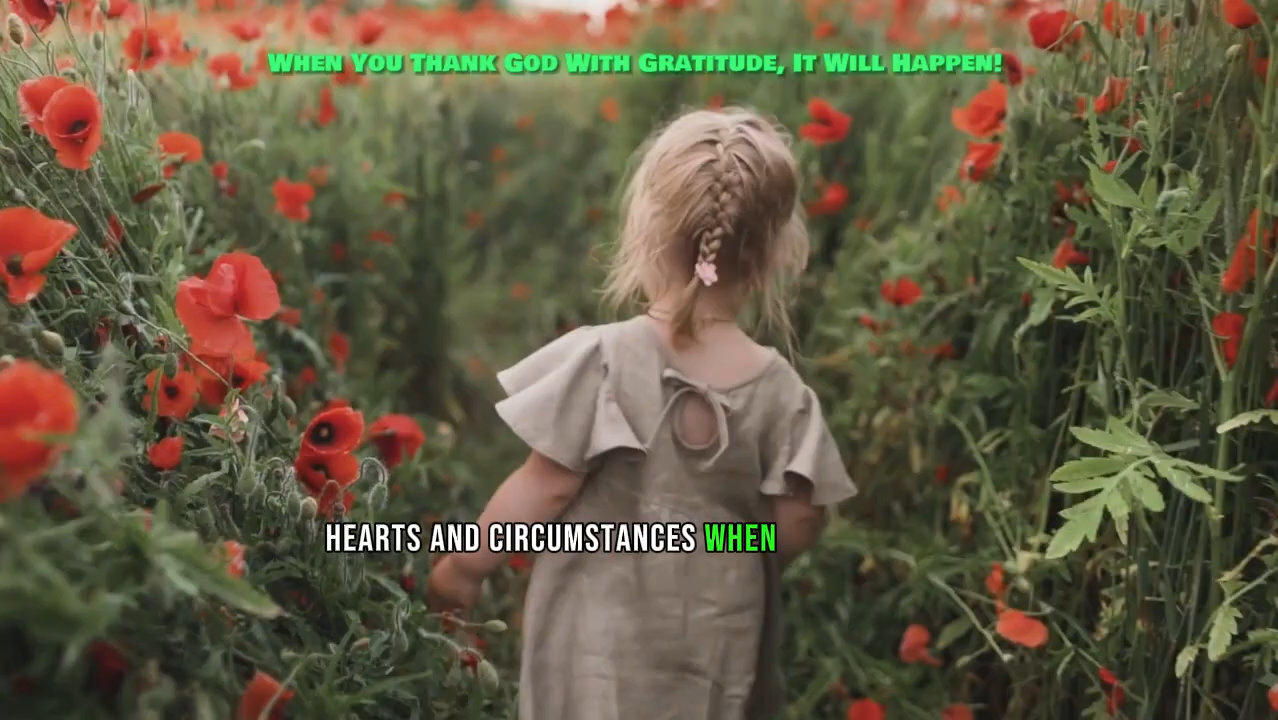 When You Thank God With Gratitude, It Will Happen!
HEARTS AND CIRCUMSTANCES WHEN